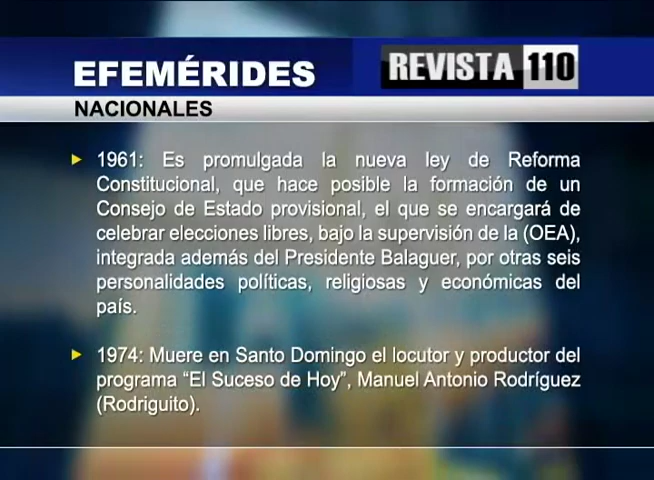 EFEMÉRIDES
REVISTA 110
NACIONALES
1961: Es promulgada la nueva ley de Reforma
Constitucional, que hace posible la formación de un
Consejo de Estado provisional, el que se encargará de
celebrar elecciones libres, bajo la supervisión de la (OEA),
integrada además del Presidente Balaguer, por otras seis
personalidades políticas, religiosas y económicas del
país.
1974: Muere en Santo Domingo el locutor y productor del
programa “El Suceso de Hoy”, Manuel Antonio Rodríguez
(Rodriguito).